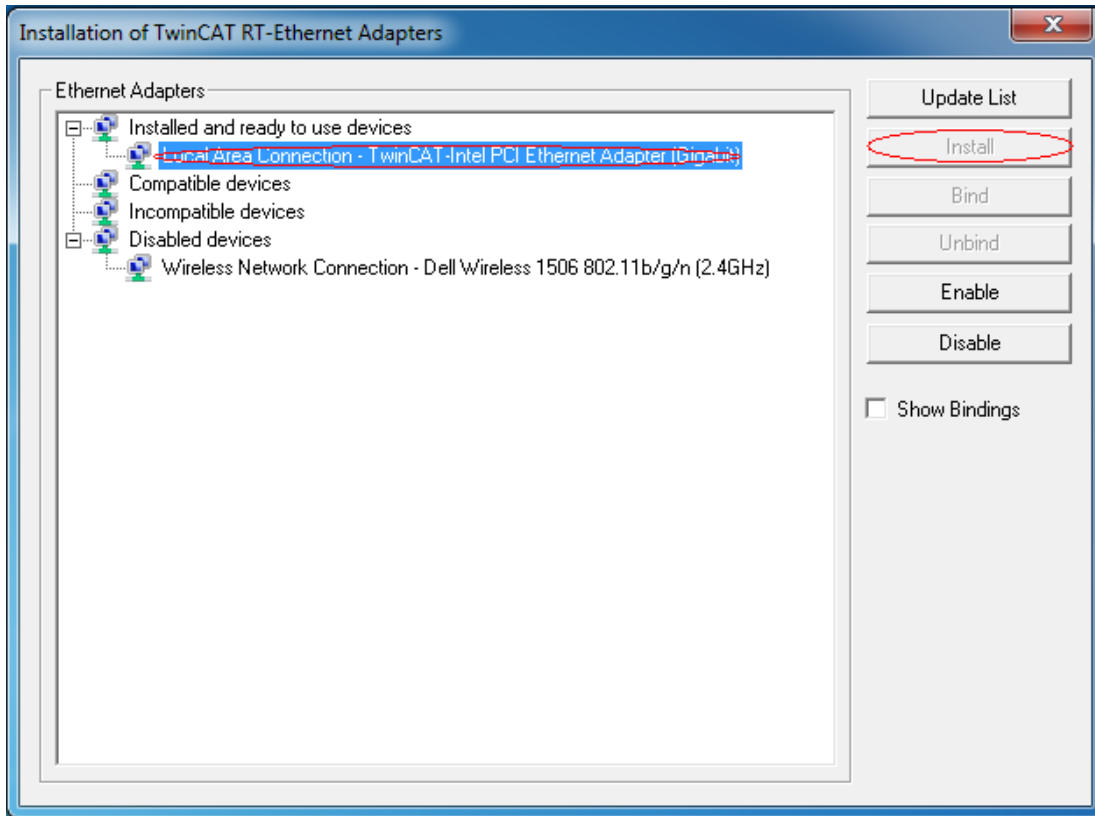 Installation of TwinCAT RT-Ethernet Adapters
Ethernet Adapters
Installed and ready to use devices
Local Area Connection - TwinCAT-Intel PCI Ethernet Adapter (Gigabit)
Compatible devices
Incompatible devices
Disabled devices
Wireless Network Connection - Dell Wireless 1506 802.11b/g/n (2.4GHz)
Update List
Install
Bind
Unbind
Enable
Disable
Show Bindings